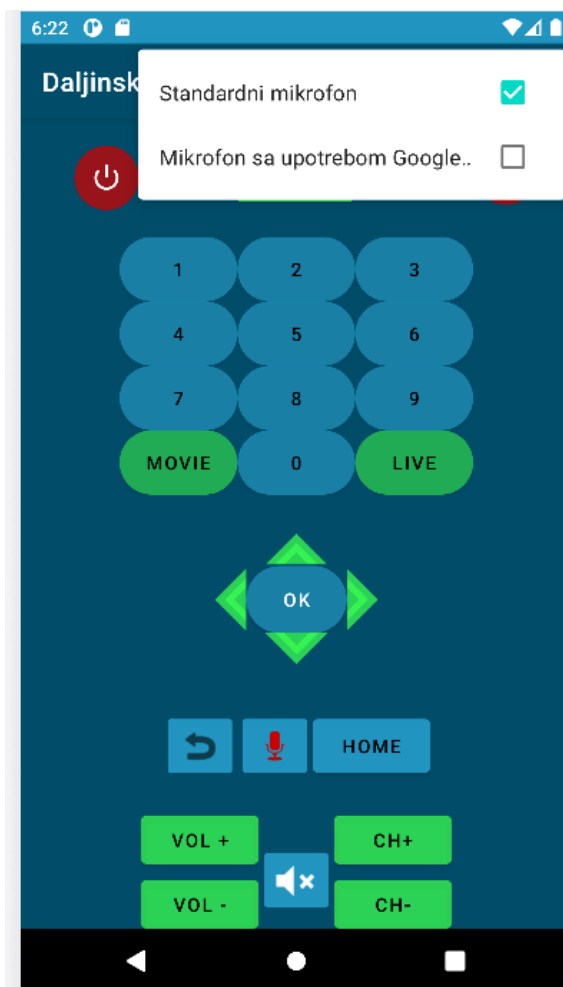 6:22
Daljinsk
Standardni mikrofon
Mikrofon sa upotrebom Google..
1 2 3
4 5 6
7 8 9
MOVIE 0 LIVE
OK
HOME
VOL + CH+
VOL - CH-